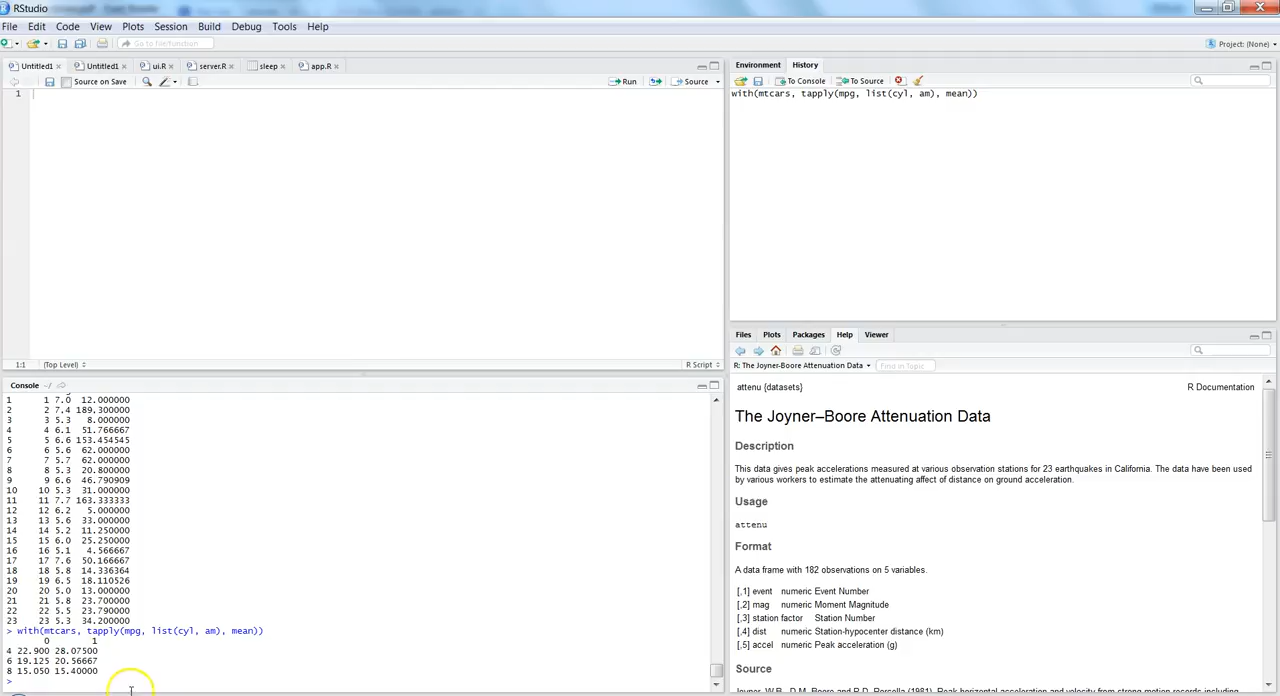 RStudio
File Edit Code View Plots Session Build Debug Tools Help
Go to file/function
Project: (None)
Untitled1 Untitled1 ui.R server.R sleep app.R
Source on Save Run Source
1
1:1 (Top Level) R Script
Console ~/
1 1 7.0 12.000000
2 2 7.4 189.300000
3 3 5.3 8.000000
4 4 6.1 51.766667
5 5 6.6 153.454545
6 6 5.6 62.000000
7 7 5.7 62.000000
8 8 5.3 20.800000
9 9 6.6 46.790909
10 10 5.3 31.000000
11 11 7.7 163.333333
12 12 6.2 5.000000
13 13 5.6 33.000000
14 14 5.2 11.250000
15 15 6.0 25.250000
16 16 5.1 4.566667
17 17 7.6 50.166667
18 18 5.8 14.336364
19 19 6.5 18.110526
20 20 5.0 13.000000
21 21 5.8 23.700000
22 22 5.5 23.790000
23 23 5.3 34.200000
> with(mtcars, tapply(mpg, list(cyl, am), mean))
0 1
4 22.900 28.07500
6 19.125 20.56667
8 15.050 15.40000
>
Environment History
To Console To Source
with(mtcars, tapply(mpg, list(cyl, am), mean))
Files Plots Packages Help Viewer
R: The Joyner-Boore Attenuation Data Find in Topic
attenu {datasets} R Documentation
The Joyner–Boore Attenuation Data
Description
This data gives peak accelerations measured at various observation stations for 23 earthquakes in California. The data have been used
by various workers to estimate the attenuating affect of distance on ground acceleration.
Usage
attenu
Format
A data frame with 182 observations on 5 variables.
[,1] event numeric Event Number
[,2] mag numeric Moment Magnitude
[,3] station factor Station Number
[,4] dist numeric Station-hypocenter distance (km)
[,5] accel numeric Peak acceleration (g)
Source